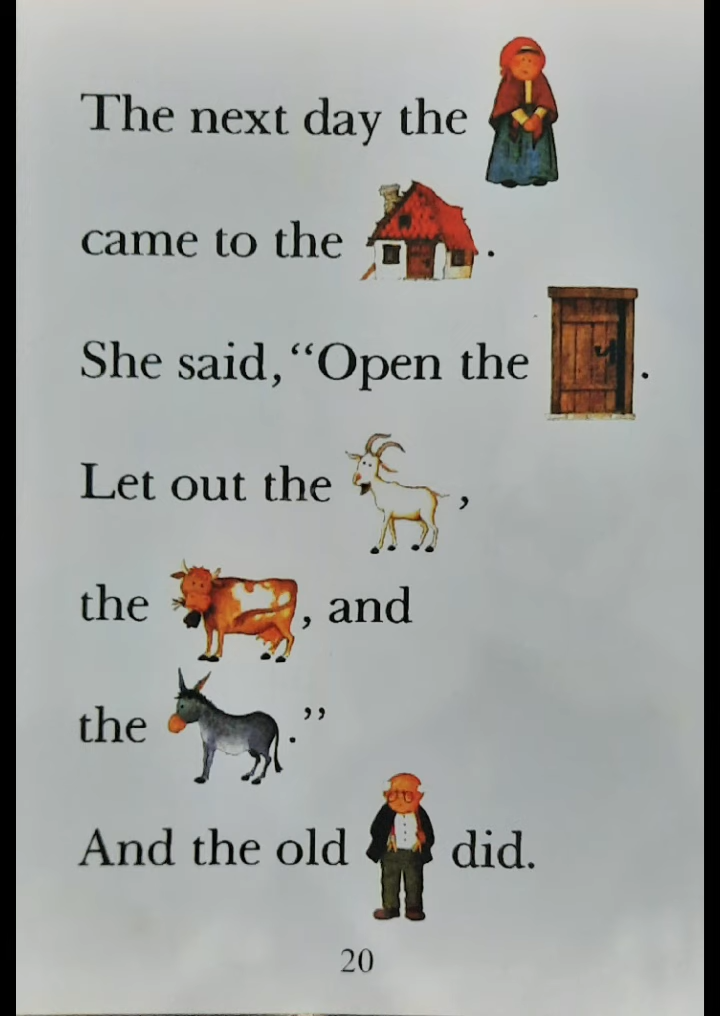 The next day the
came to the .
She said, “Open the .
Let out the ,
the , and
the .”
And the old did.
20